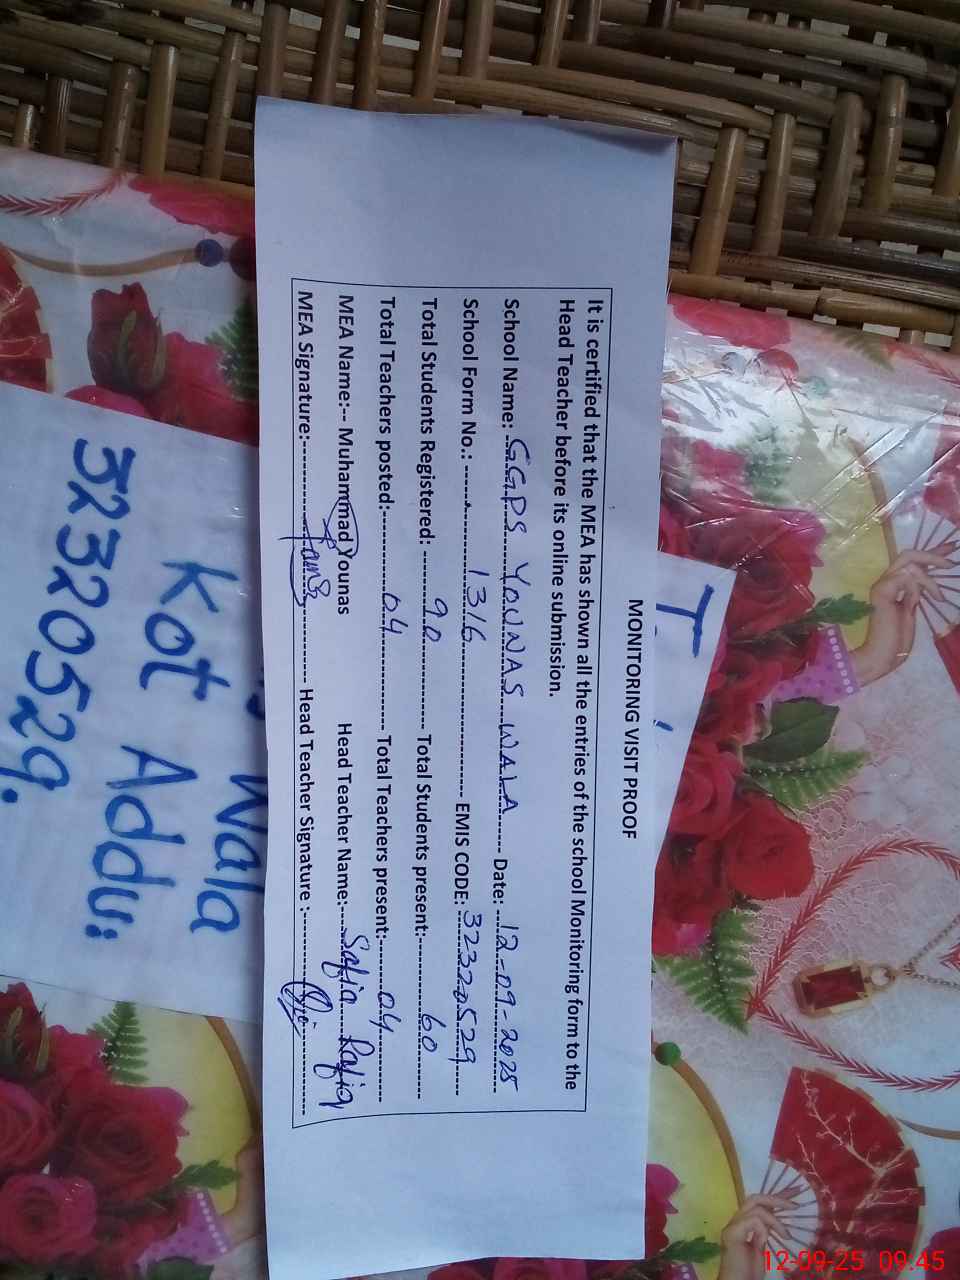 MONITORING VISIT PROOF
It is certified that the MEA has shown all the entries of the school Monitoring form to the
Head Teacher before its online submission.
School Name: GGPS YOUNAS WALA Date: 12-09-2025
School Form No.: 1316 EMIS CODE: 32320529
Total Students Registered: 90 Total Students present: 60
Total Teachers posted: 04 Total Teachers present: 04
MEA Name:-- Muhammad Younas Head Teacher Name: Safia Rafiq
MEA Signature: Head Teacher Signature :
Wala
Kot Addu
32320529.
12-09-25 09:45